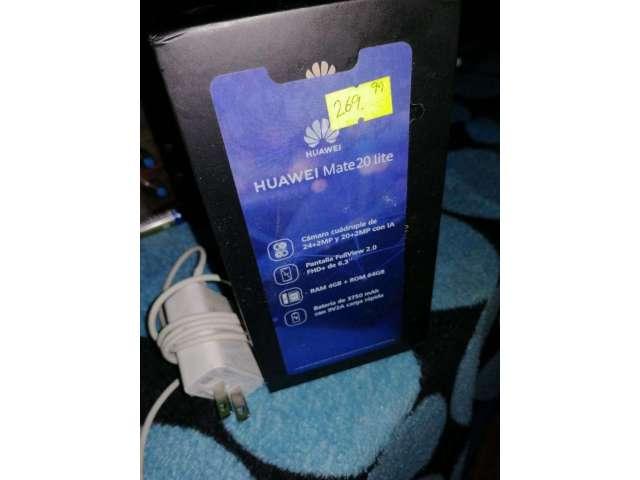 269.99
HUAWEI
HUAWEI Mate 20 lite
Cámara cuádruple de
24+2MP y 20+2MP con IA
Pantalla FullView 2.0
FHD+ de 6.3"
RAM 4GB + ROM 64GB
Batería de 3750 mAh
con 9V2A carga rápida